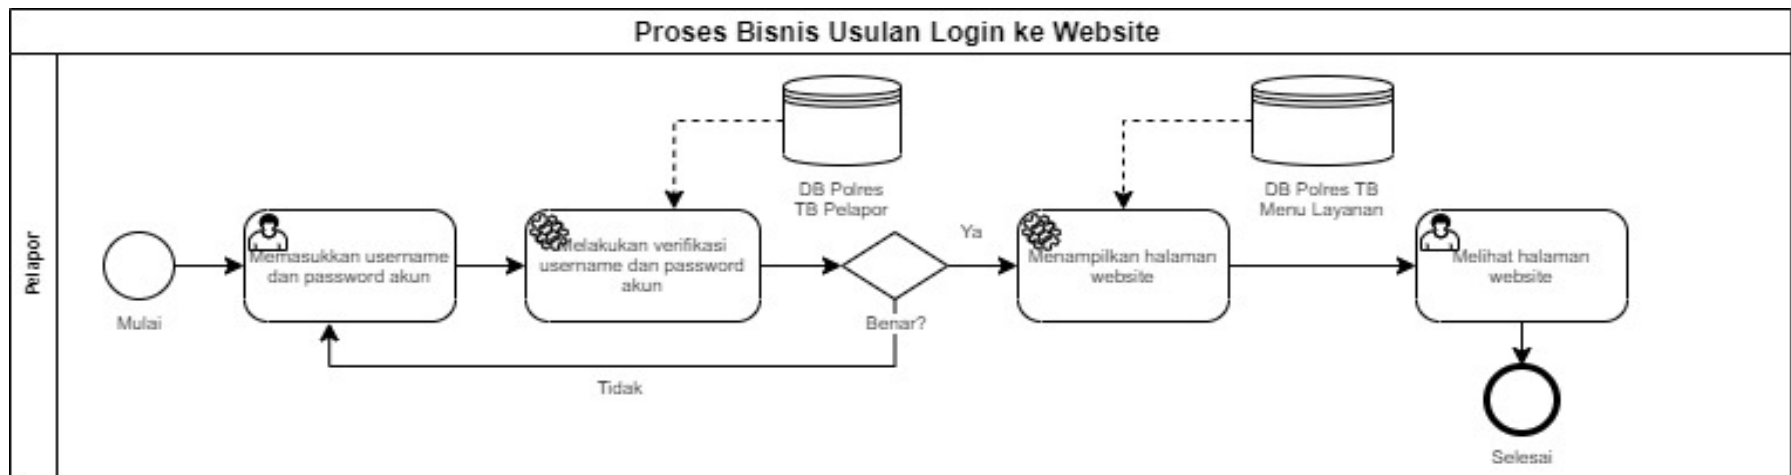 Proses Bisnis Usulan Login ke Website
Pelapor
Mulai
Memasukkan username
dan password akun
Melakukan verifikasi
username dan password
akun
DB Polres
TB Pelapor
Benar?
Ya
Tidak
Menampilkan halaman
website
DB Polres TB
Menu Layanan
Melihat halaman
website
Selesai